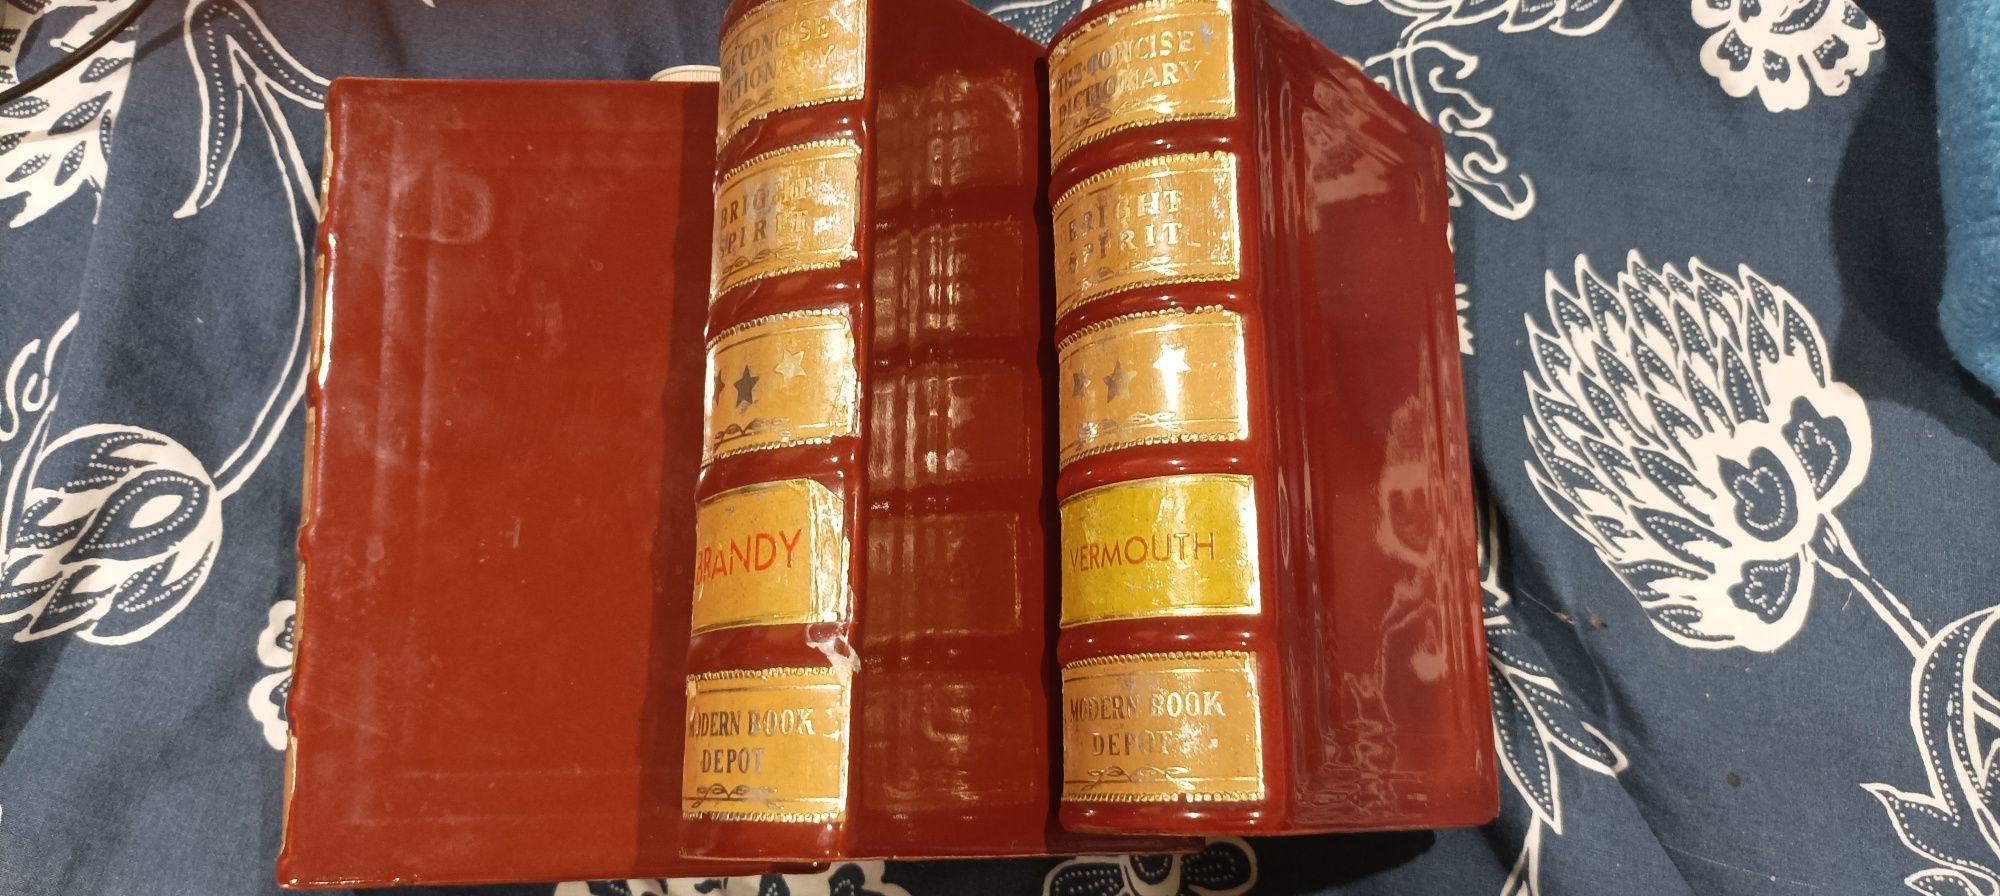 THE CONCISE
DICTIONARY
BRIGHT
SPIRIT
BRANDY
MODERN BOOK
DEPOT
THE CONCISE
DICTIONARY
BRIGHT
SPIRIT
VERMOUTH
MODERN BOOK
DEPOT